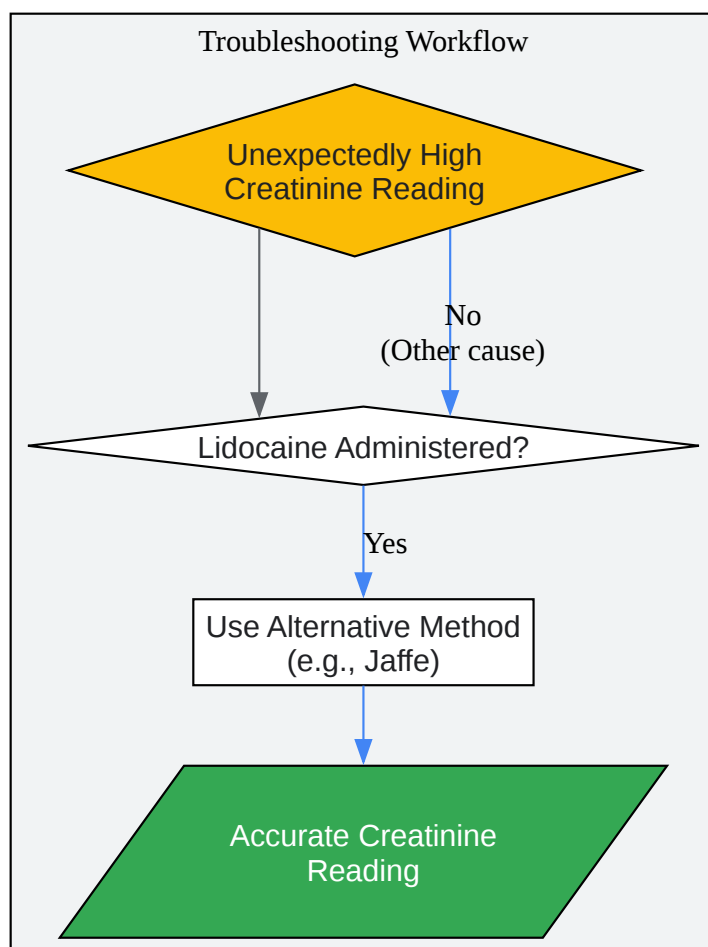 Troubleshooting Workflow
Unexpectedly High
Creatinine Reading
No
(Other cause)
Lidocaine Administered?
Yes
Use Alternative Method
(e.g., Jaffe)
Accurate Creatinine
Reading